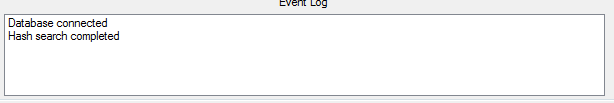 Event Log
Database connected
Hash search completed